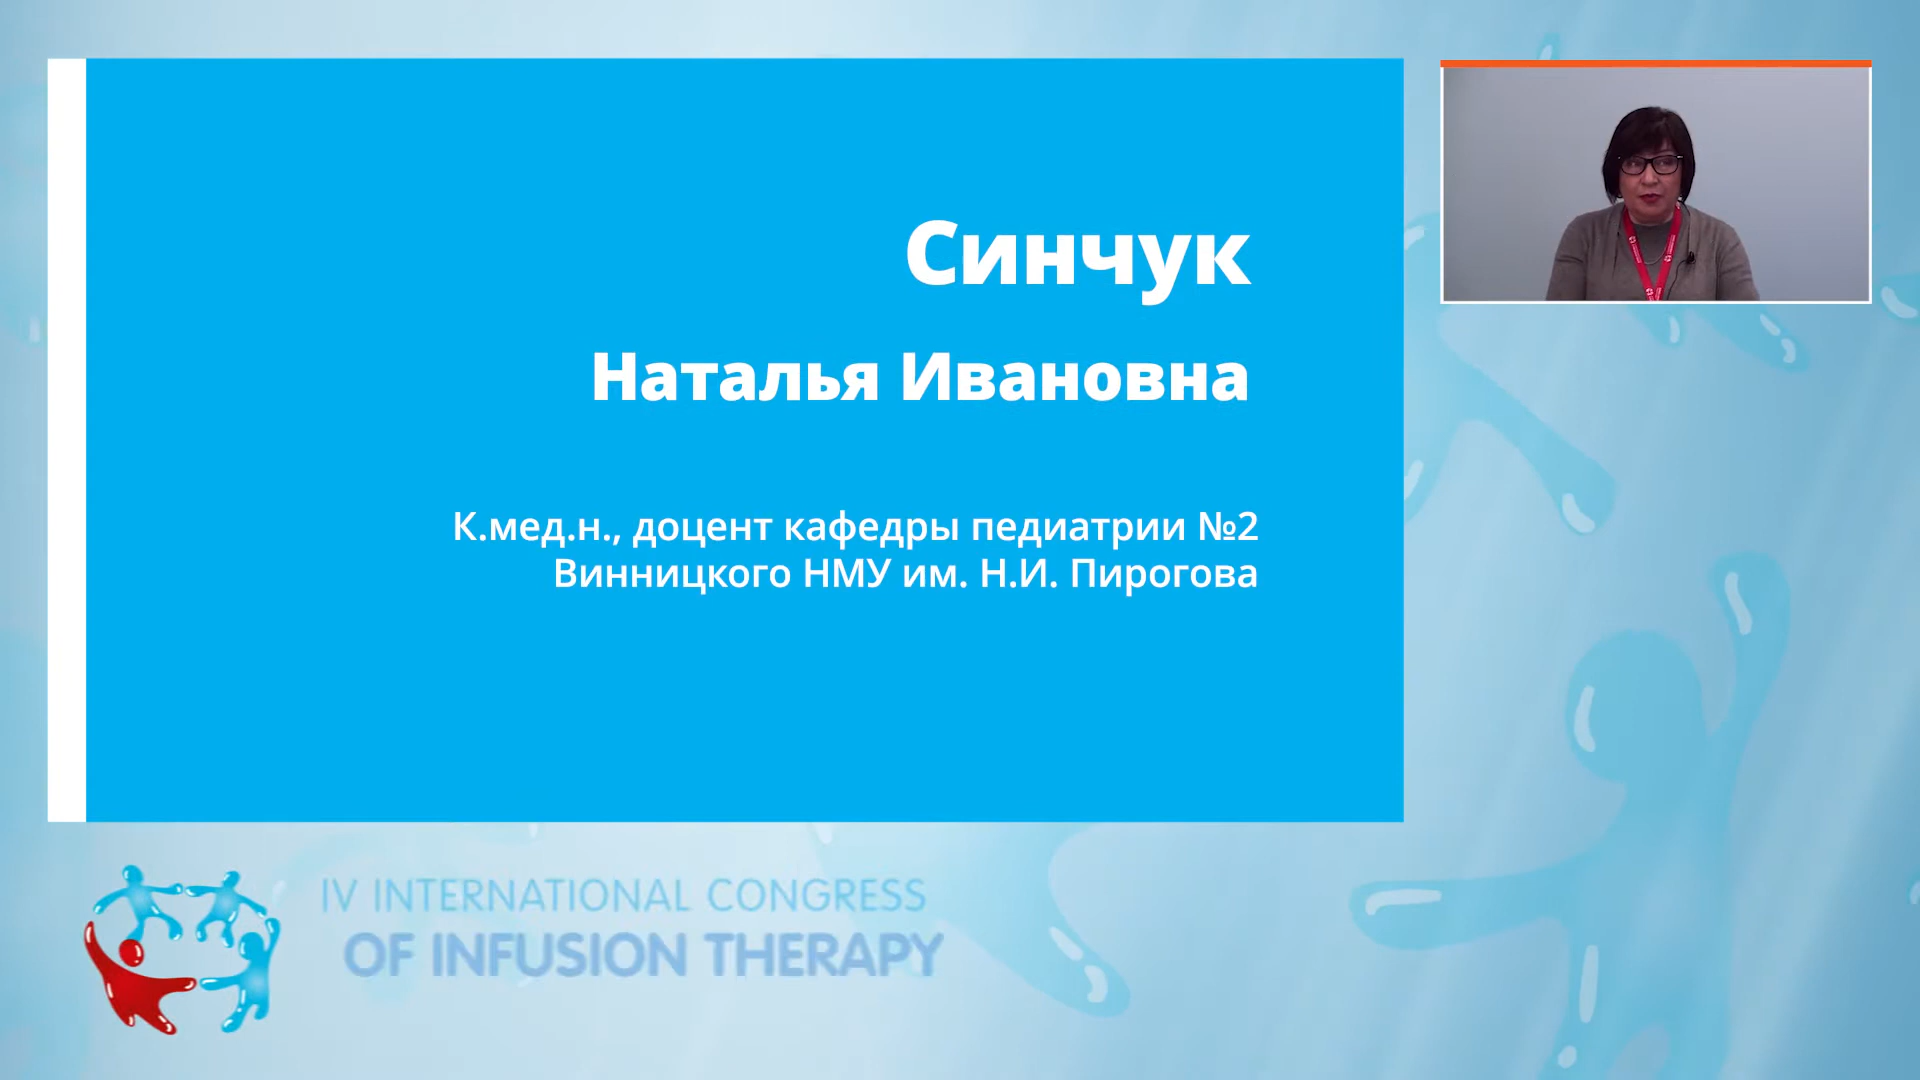 Синчук
Наталья Ивановна
К.мед.н., доцент кафедры педиатрии №2
Винницкого НМУ им. Н.И. Пирогова
IV INTERNATIONAL CONGRESS
OF INFUSION THERAPY